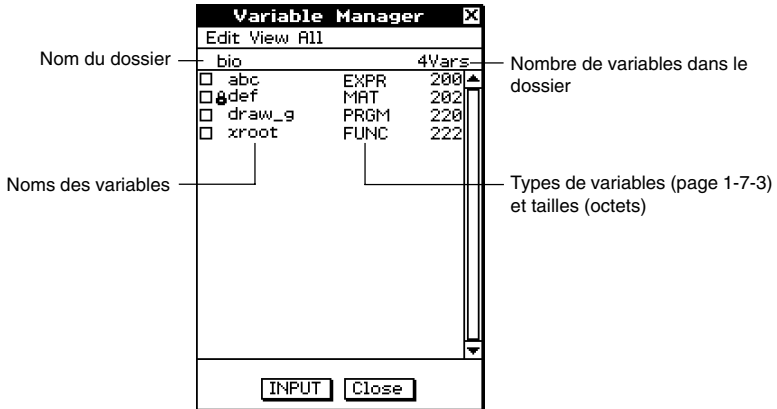 Variable Manager
Edit View All
bio 4Vars
abc EXPR 200
def MAT 202
draw_g PRGM 220
xroot FUNC 222
INPUT Close
Nom du dossier
Noms des variables
Nombre de variables dans le
dossier
Types de variables (page 1-7-3)
et tailles (octets)